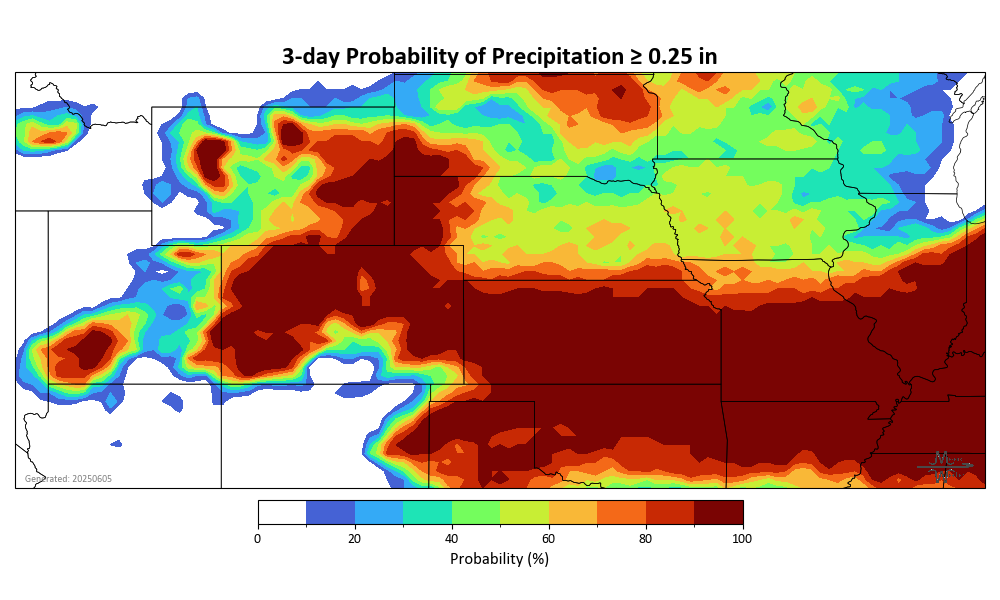 3-day Probability of Precipitation ≥ 0.25 in
Generated: 20250605
0 20 40 60 80 100
Probability (%)